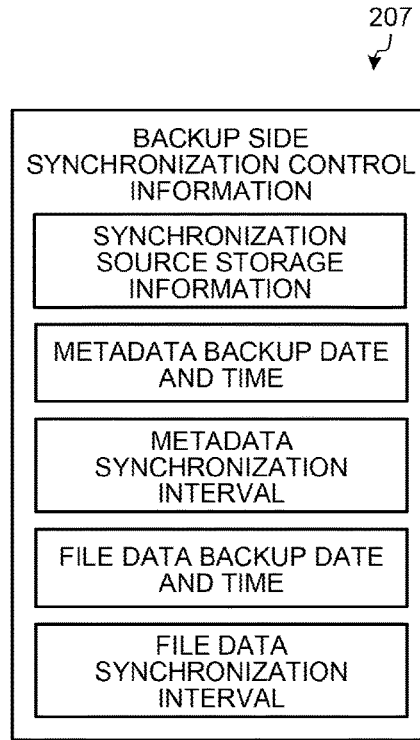 207
BACKUP SIDE
SYNCHRONIZATION CONTROL
INFORMATION
SYNCHRONIZATION
SOURCE STORAGE
INFORMATION
METADATA BACKUP DATE
AND TIME
METADATA
SYNCHRONIZATION
INTERVAL
FILE DATA BACKUP DATE
AND TIME
FILE DATA
SYNCHRONIZATION
INTERVAL